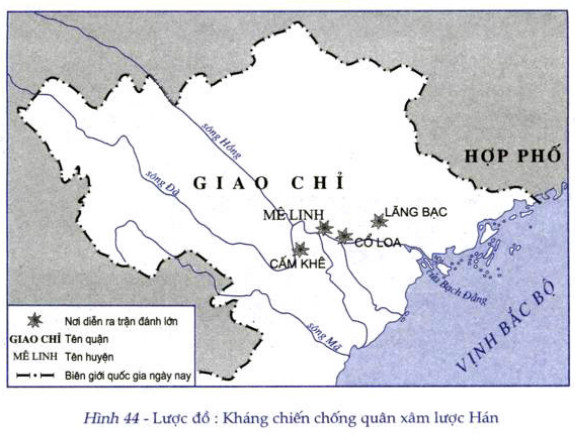 HỢP PHỐ
sông Hồng
sông Đà
GIAO CHỈ
MÊ LINH
LÃNG BẠC
CỔ LOA
CẤM KHÊ
Bạch Đằng
sông Mã
VỊNH BẮC BỘ
Nơi diễn ra trận đánh lớn
GIAO CHỈ Tên quận
MÊ LINH Tên huyện
Biên giới quốc gia ngày nay
Hình 44 - Lược đồ : Kháng chiến chống quân xâm lược Hán